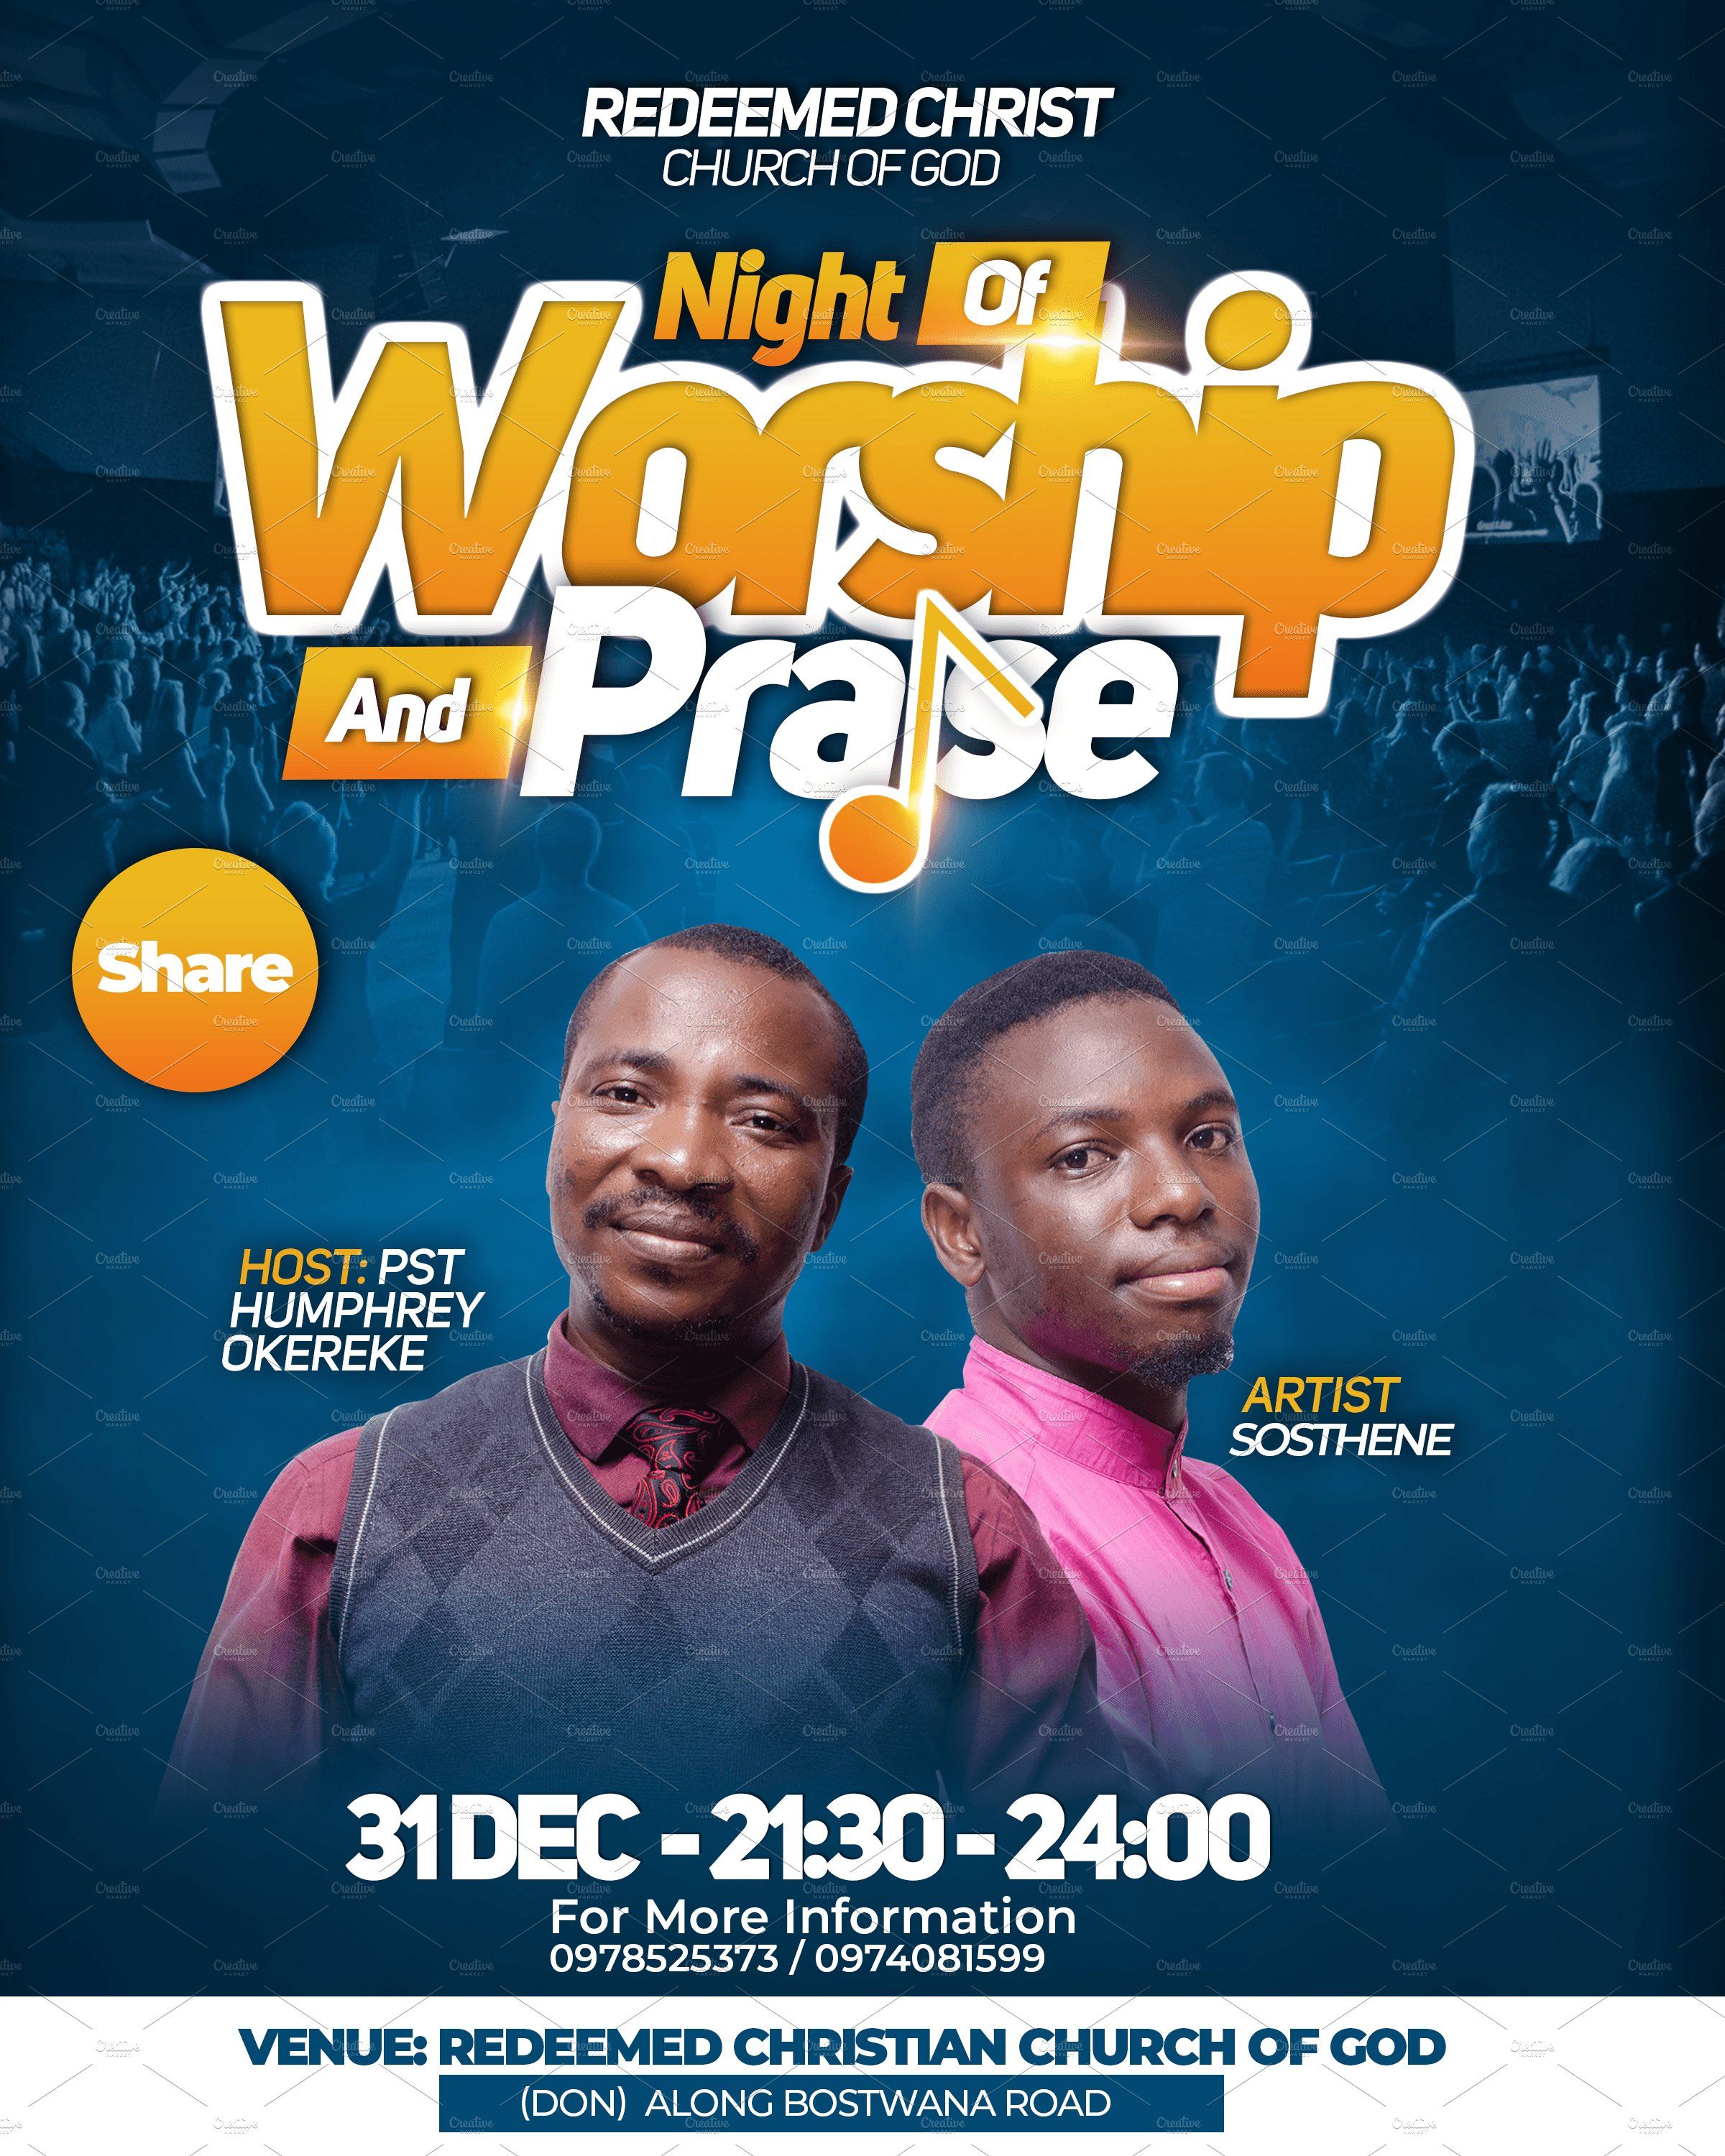 REDEEMED CHRIST
CHURCH OF GOD
Night Of
Worship
And Praise
Share
HOST: PST
HUMPHREY
OKEREKE
ARTIST
SOSTHENE
31 DEC - 21:30 - 24:00
For More Information
0978525373 / 0974081599
VENUE: REDEEMED CHRISTIAN CHURCH OF GOD
(DON) ALONG BOSTWANA ROAD
Creative
MARKET